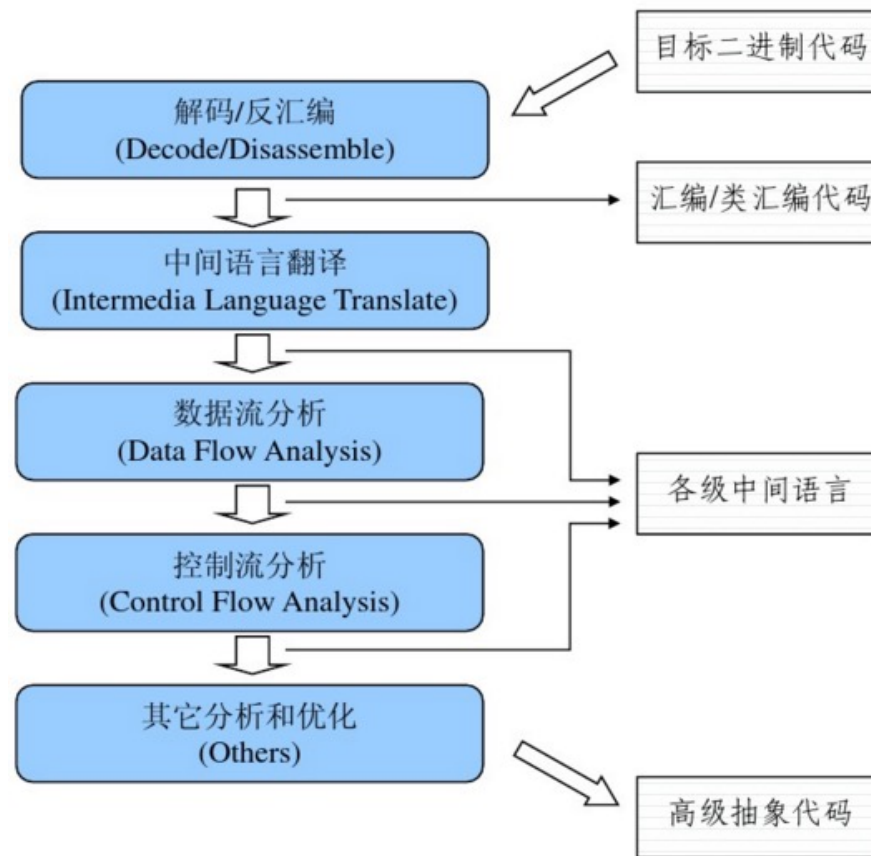 目标二进制代码
解码/反汇编
(Decode/Disassemble)
汇编/类汇编代码
中间语言翻译
(Intermedia Language Translate)
数据流分析
(Data Flow Analysis)
各级中间语言
控制流分析
(Control Flow Analysis)
其它分析和优化
(Others)
高级抽象代码